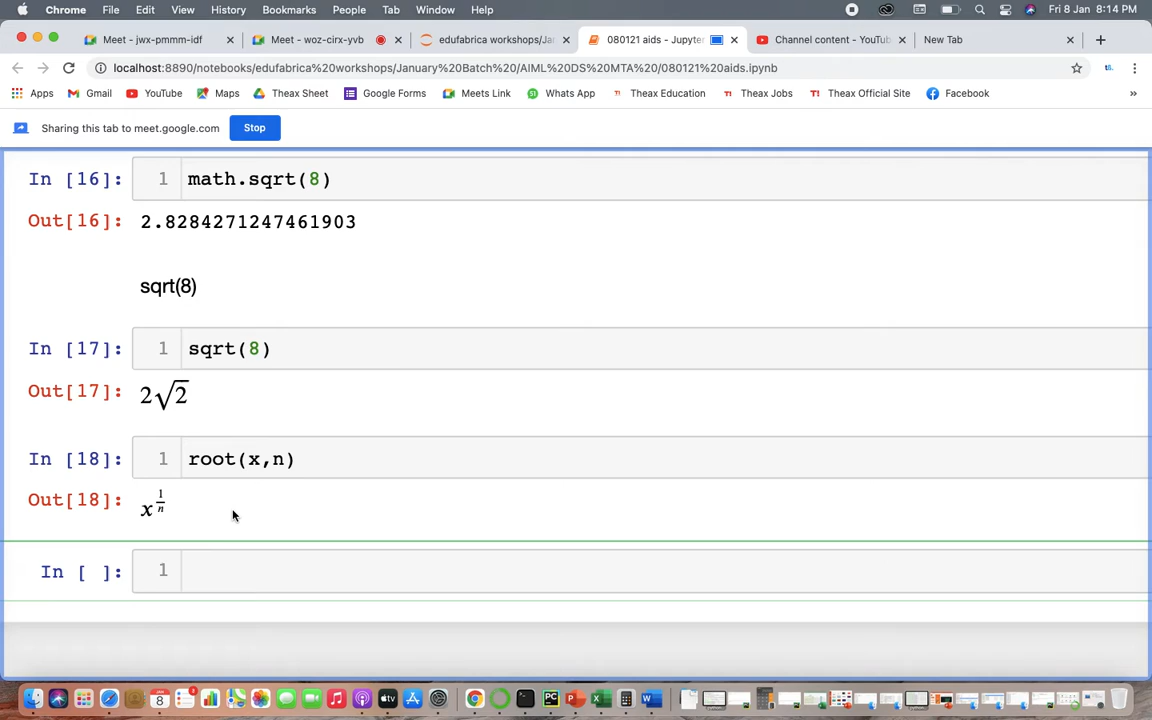 Chrome File Edit View History Bookmarks People Tab Window Help Fri 8 Jan 8:14 PM
Meet - jwx-pmmm-idf Meet - woz-cirx-yvb edufabrica workshops/Jan 080121 aids - Jupyter Channel content - YouTub New Tab
localhost:8890/notebooks/edufabrica%20workshops/January%20Batch%20/AIML%20DS%20MTA%20/080121%20aids.ipynb
Apps Gmail YouTube Maps Theax Sheet Google Forms Meets Link Whats App Theax Education Theax Jobs Theax Official Site Facebook »
Sharing this tab to meet.google.com Stop
In [16]: 1 math.sqrt(8)
Out[16]: 2.8284271247461903
sqrt(8)
In [17]: 1 sqrt(8)
Out[17]: 2√2
In [18]: 1 root(x,n)
Out[18]: x^(1/n)
In [ ]: 1